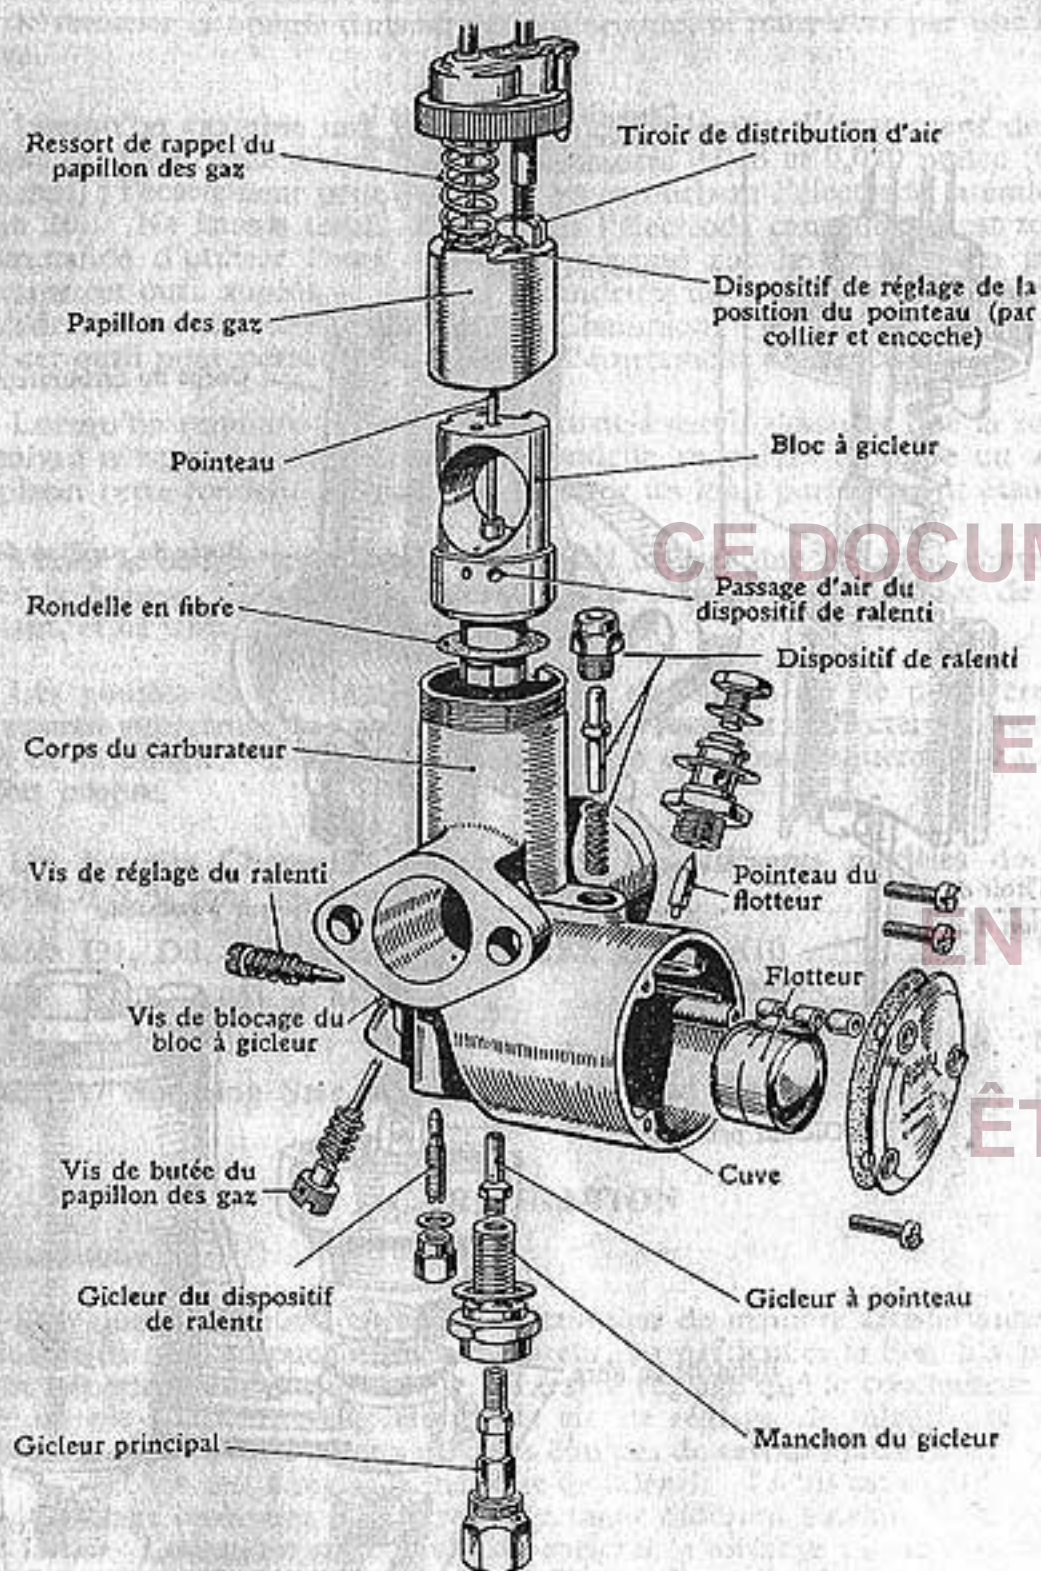 Ressort de rappel du
papillon des gaz
Tiroir de distribution d'air
Papillon des gaz
Dispositif de réglage de la
position du pointeau (par
collier et encoche)
Pointeau
Bloc à gicleur
CE DOCUM
Rondelle en fibre
Passage d'air du
dispositif de ralenti
Dispositif de ralenti
Corps du carburateur
E
Vis de réglage du ralenti
Pointeau du
flotteur
EN
Flotteur
Vis de blocage du
bloc à gicleur
ÊT
Vis de butée du
papillon des gaz
Cuve
Gicleur du dispositif
de ralenti
Gicleur à pointeau
Gicleur principal
Manchon du gicleur